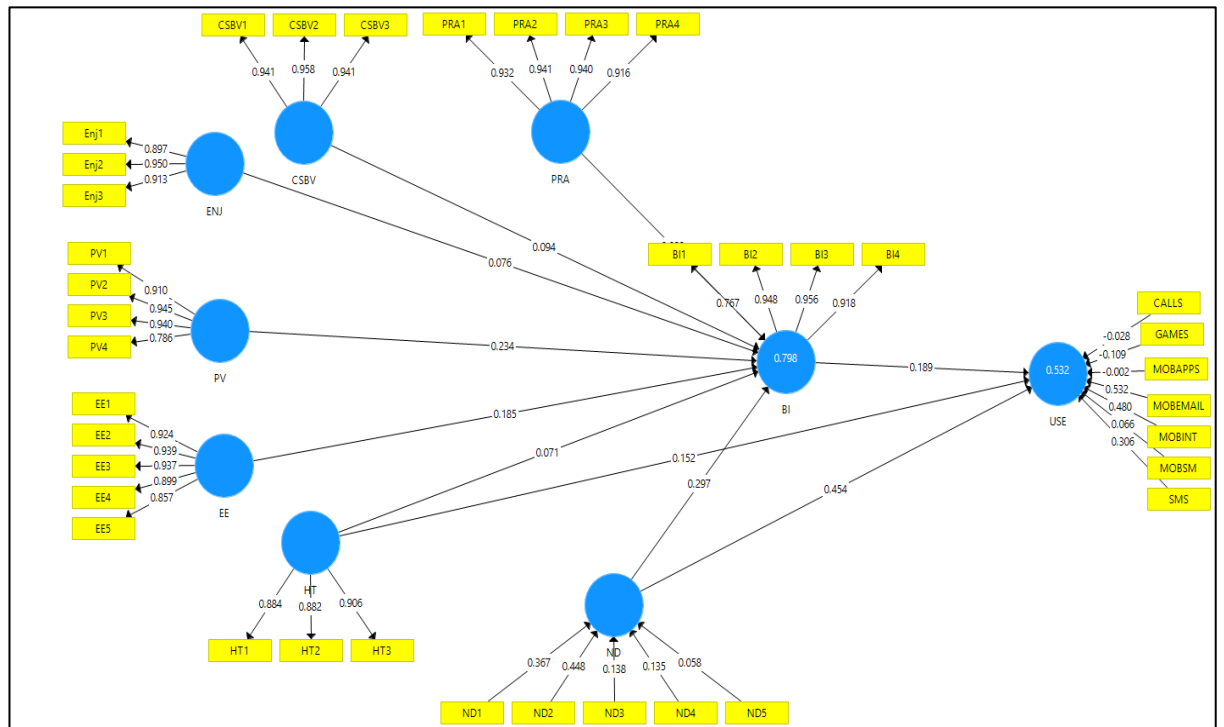 CSBV1 CSBV2 CSBV3 PRA1 PRA2 PRA3 PRA4
0.941 0.958 0.941 0.932 0.941 0.940 0.916
Enj1
Enj2
Enj3
0.897
0.950
0.913
ENJ
CSBV
PRA
PV1
PV2
PV3
PV4
0.910
0.945
0.940
0.786
PV
0.094
0.076
0.234
BI1 BI2 BI3 BI4
0.767 0.948 0.956 0.918
0.798
BI
0.189
0.532
USE
CALLS
GAMES
MOBAPPS
MOBEMAIL
MOBINT
MOBSM
SMS
-0.028
-0.109
-0.002
0.532
0.480
0.066
0.306
EE1
EE2
EE3
EE4
EE5
0.924
0.939
0.937
0.899
0.857
EE
0.185
0.071
0.152
0.297
0.454
HT
0.884 0.882 0.906
HT1 HT2 HT3
ND
0.367 0.448 0.138 0.135 0.058
ND1 ND2 ND3 ND4 ND5